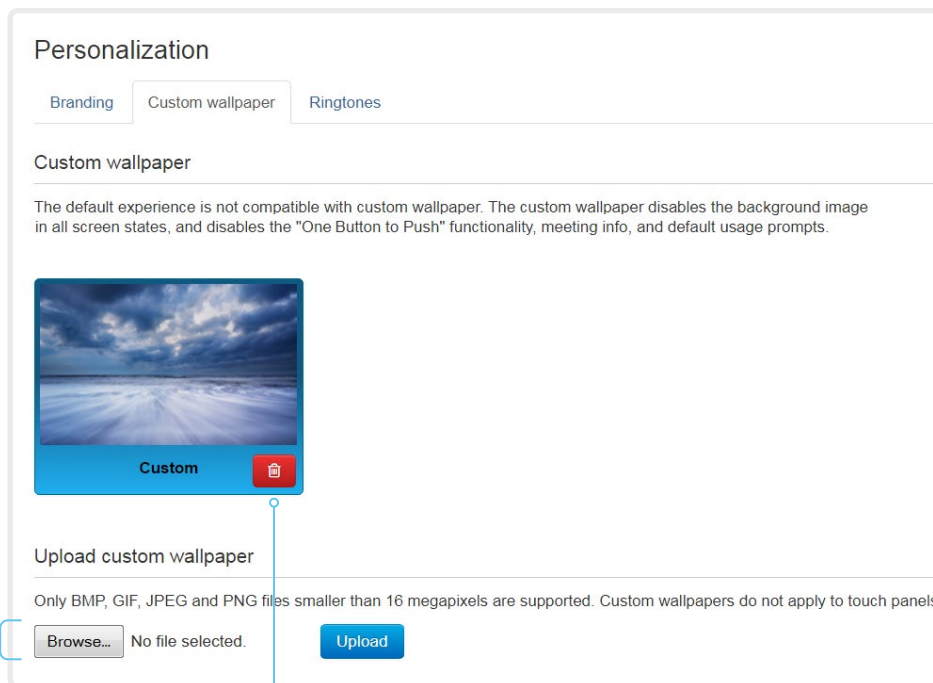 Personalization
Branding Custom wallpaper Ringtones
Custom wallpaper
The default experience is not compatible with custom wallpaper. The custom wallpaper disables the background image
in all screen states, and disables the "One Button to Push" functionality, meeting info, and default usage prompts.
Custom
Upload custom wallpaper
Only BMP, GIF, JPEG and PNG files smaller than 16 megapixels are supported. Custom wallpapers do not apply to touch panels
Browse... No file selected. Upload